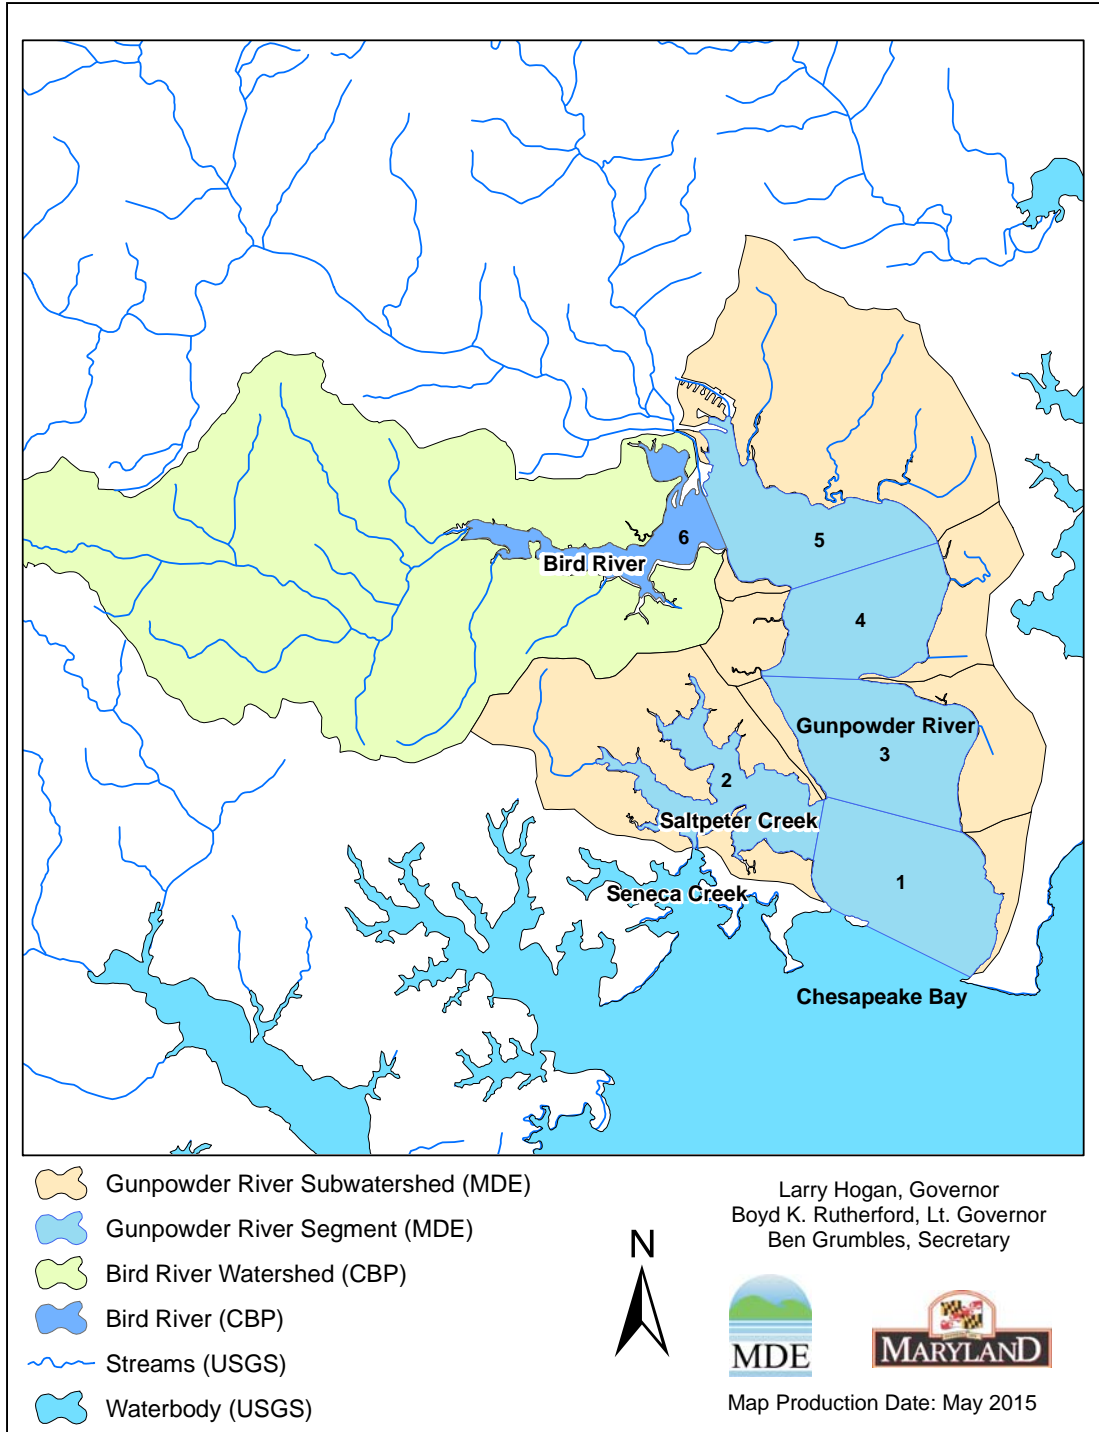 6
5
Bird River
4
Gunpowder River
3
2
Saltpeter Creek
1
Seneca Creek
Chesapeake Bay
Gunpowder River Subwatershed (MDE)
Gunpowder River Segment (MDE)
Bird River Watershed (CBP)
Bird River (CBP)
Streams (USGS)
Waterbody (USGS)
N
Larry Hogan, Governor
Boyd K. Rutherford, Lt. Governor
Ben Grumbles, Secretary
MDE
MARYLAND
Map Production Date: May 2015